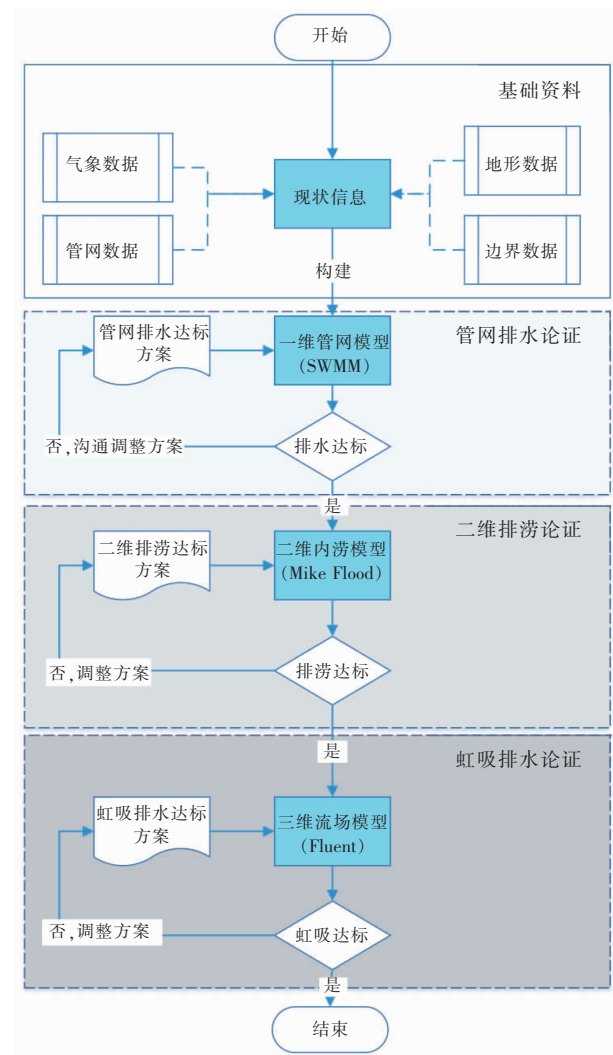 开始
基础资料
气象数据
地形数据
现状信息
管网数据
边界数据
构建
管网排水达标
方案
一维管网模型
(SWMM)
管网排水论证
否,沟通调整方案
排水达标
是
二维排涝论证
二维排涝达标
方案
二维内涝模型
(Mike Flood)
否,调整方案
排涝达标
是
虹吸排水论证
虹吸排水达标
方案
三维流场模型
(Fluent)
否,调整方案
虹吸达标
是
结束